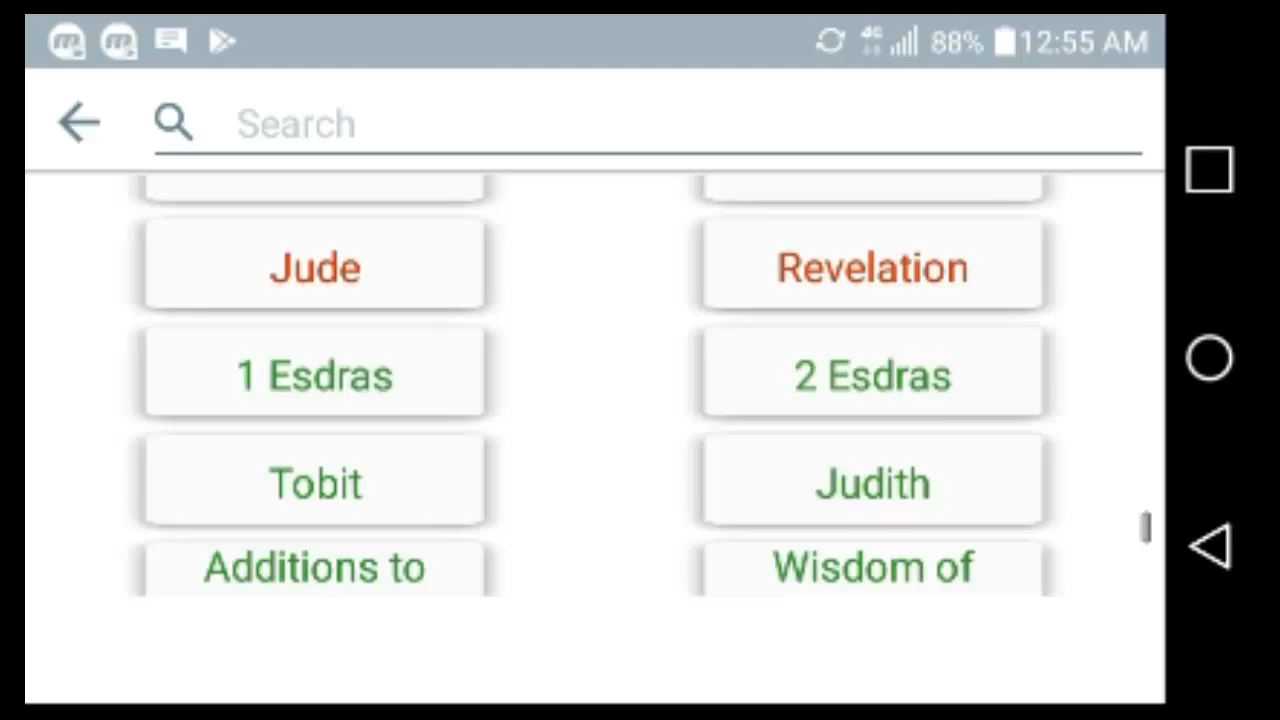 88% 12:55 AM
Search
Jude
Revelation
1 Esdras
2 Esdras
Tobit
Judith
Additions to
Wisdom of